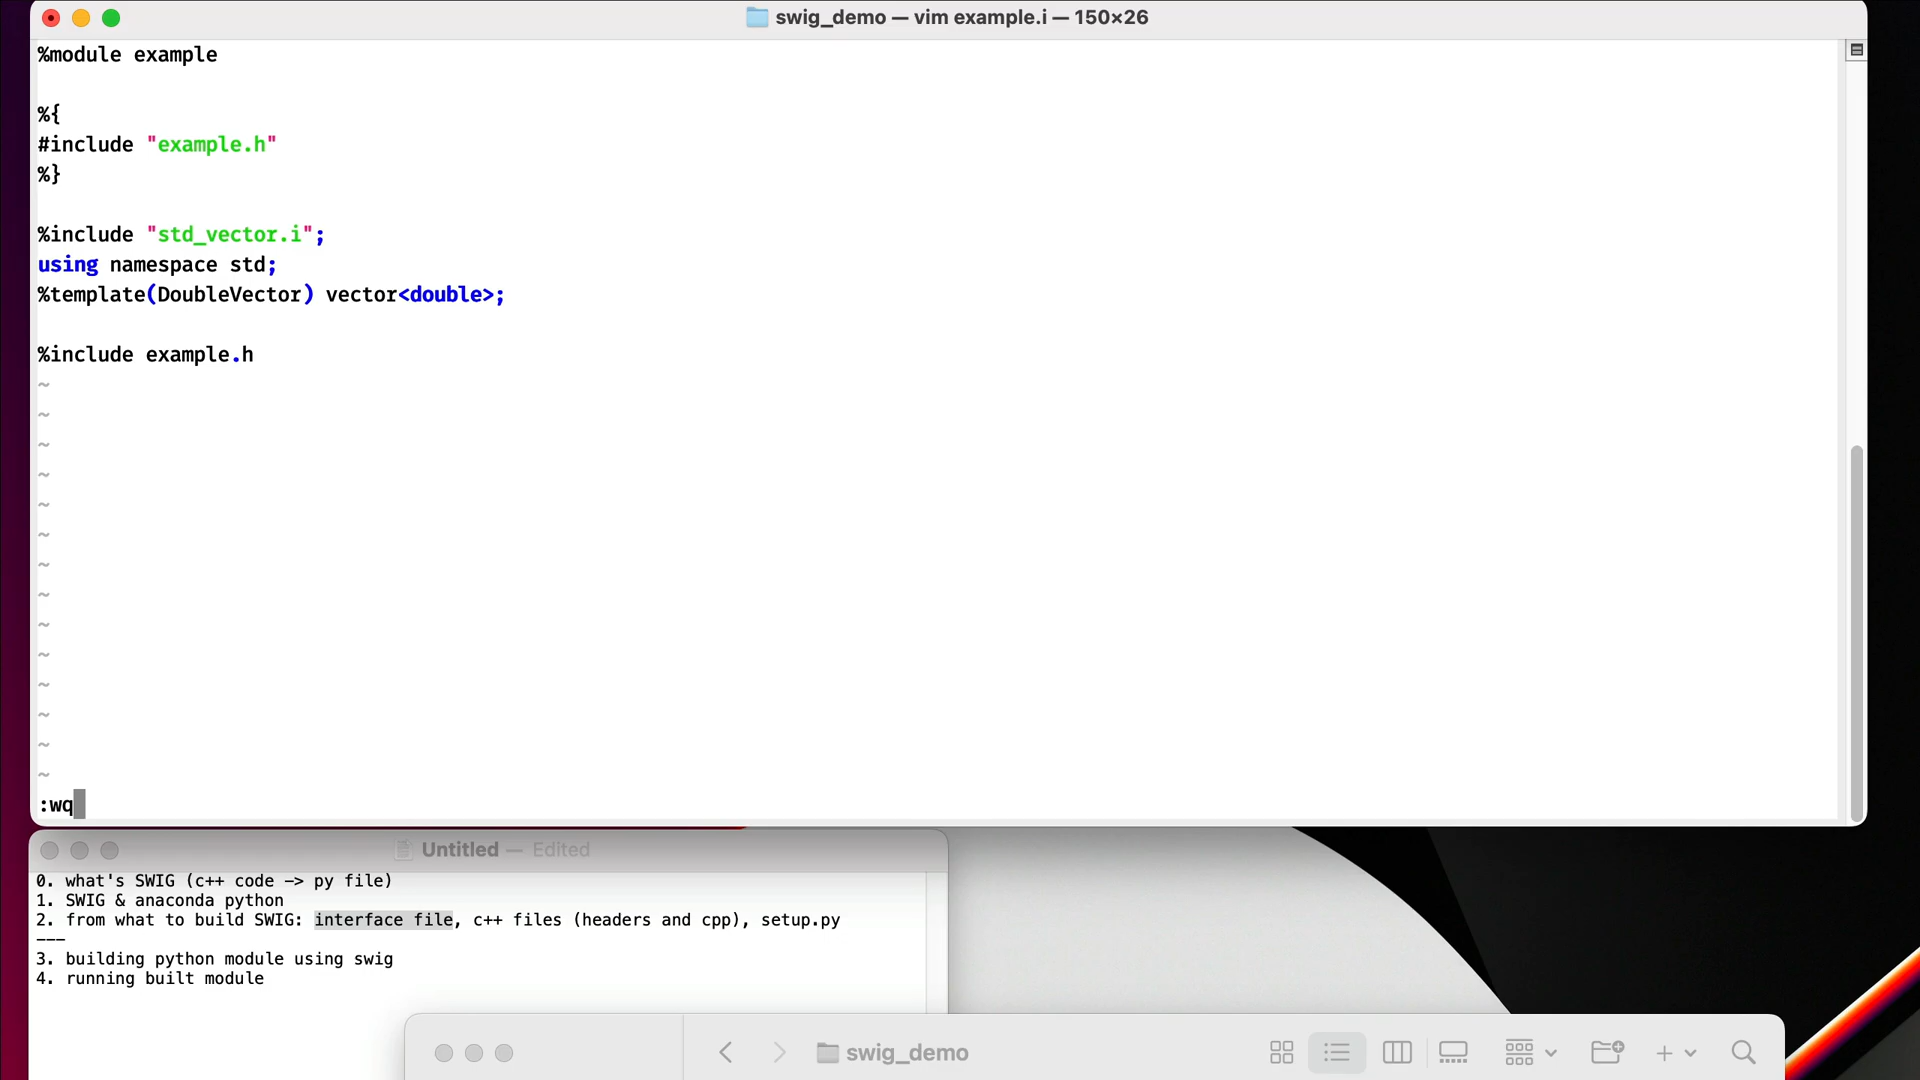 swig_demo — vim example.i — 150×26
%module example
%{
#include "example.h"
%}
%include "std_vector.i";
using namespace std;
%template(DoubleVector) vector<double>;
%include example.h
~
~
~
~
~
~
~
~
~
~
~
~
~
~
:wq
Untitled — Edited
0. what's SWIG (c++ code —> py file)
1. SWIG & anaconda python
2. from what to build SWIG: interface file, c++ files (headers and cpp), setup.py
———
3. building python module using swig
4. running built module
swig_demo